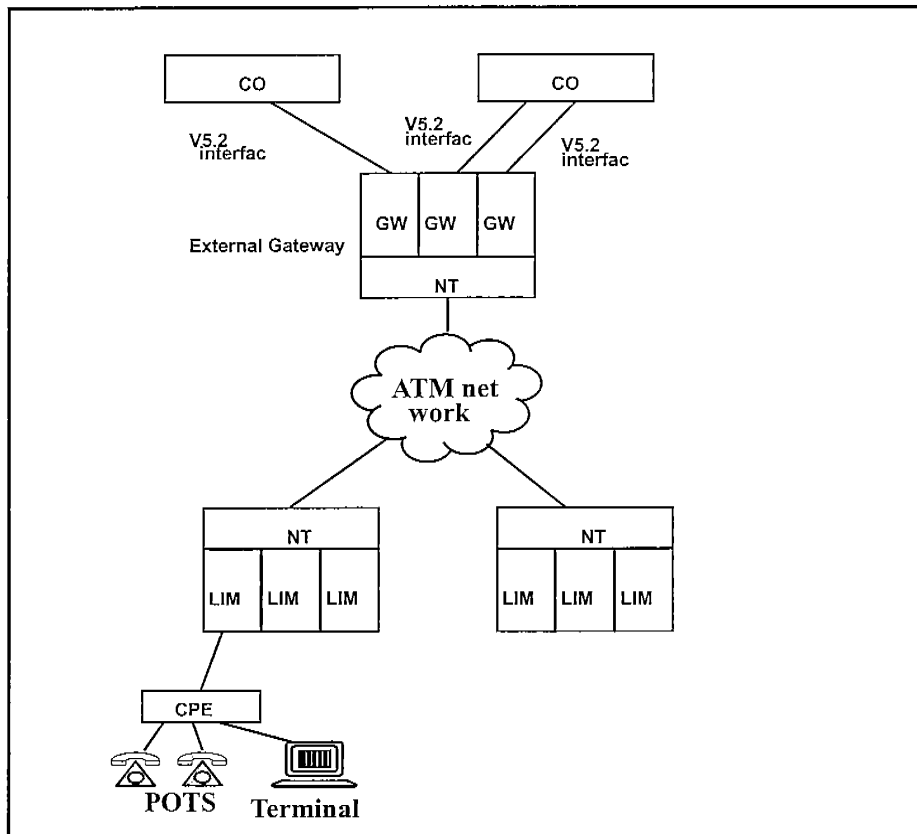 CO
CO
V5.2
interfac
V5.2
interfac
V5.2
interfac
GW
GW
GW
External Gateway
NT
ATM net
work
NT
NT
LIM
LIM
LIM
LIM
LIM
LIM
CPE
POTS
Terminal